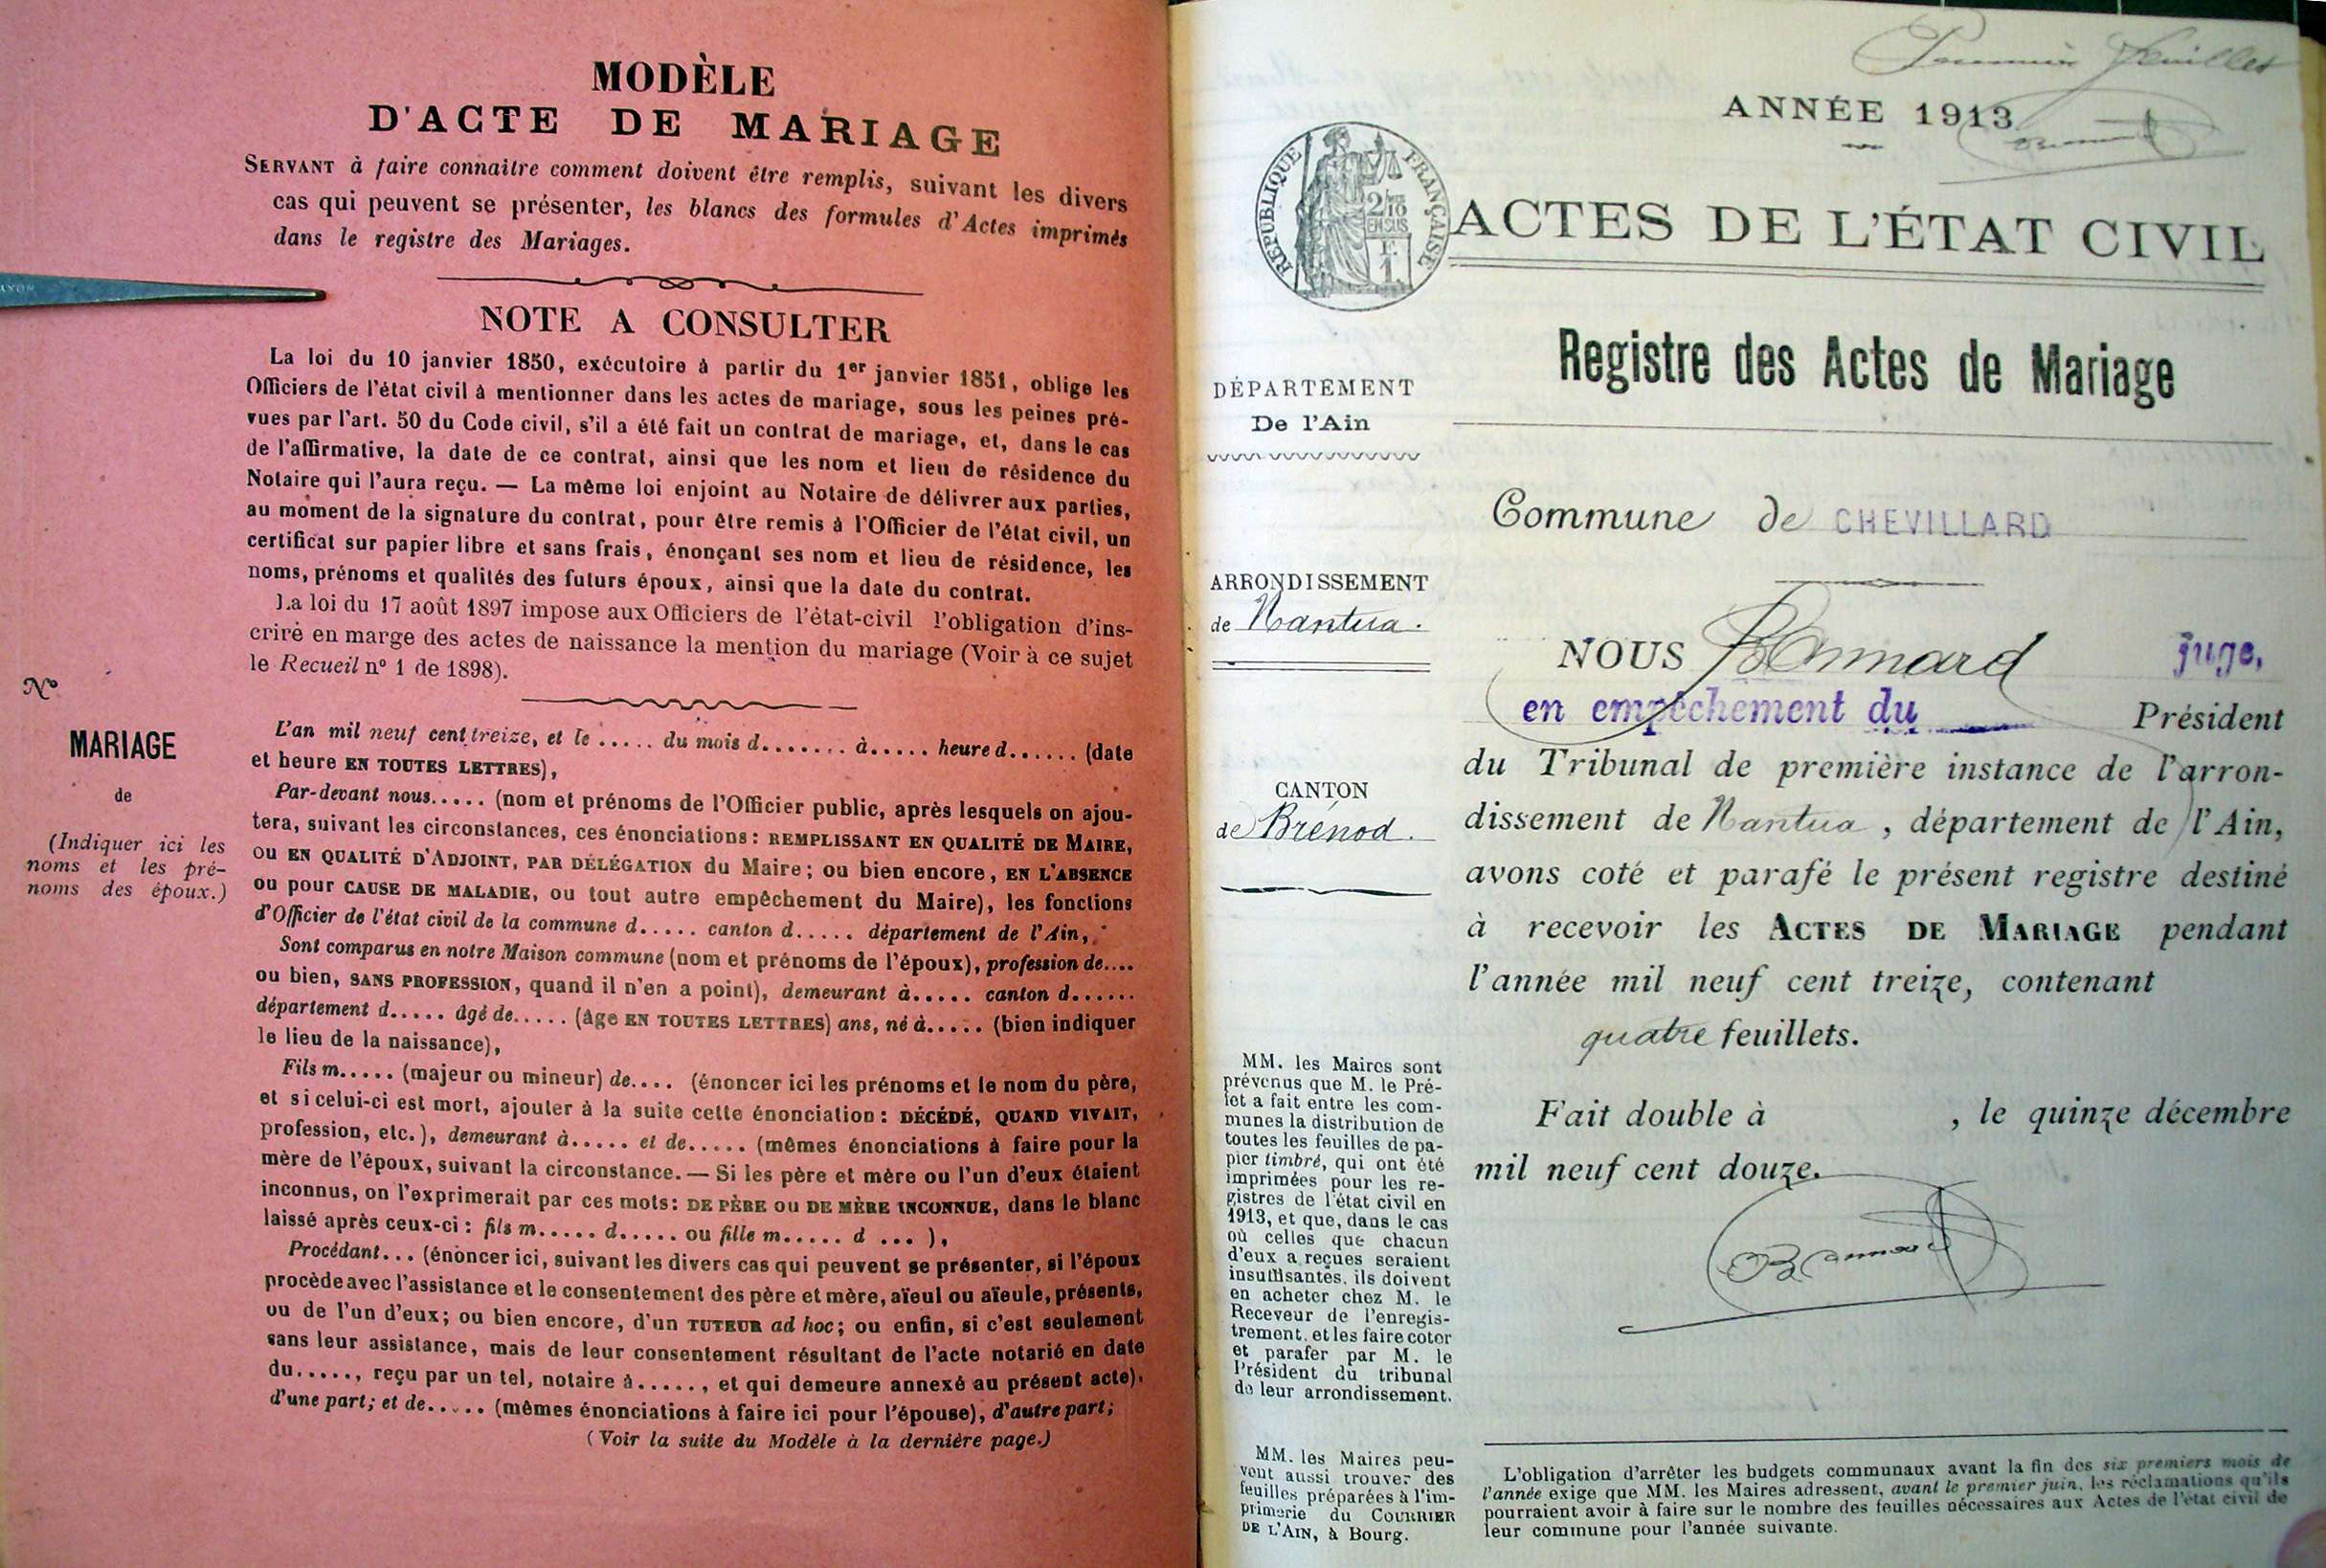 MODÈLE
D'ACTE DE MARIAGE
SERVANT à faire connaitre comment doivent être remplis, suivant les divers
cas qui peuvent se présenter, les blancs des formules d'Actes imprimés
dans le registre des Mariages.
NOTE A CONSULTER
La loi du 10 janvier 1850, exécutoire à partir du 1er janvier 1851, oblige les
Officiers de l'état civil à mentionner dans les actes de mariage, sous les peines pré-
vues par l'art. 50 du Code civil, s'il a été fait un contrat de mariage, et, dans le cas
de l'affirmative, la date de ce contrat, ainsi que les nom et lieu de résidence du
Notaire qui l'aura reçu. — La même loi enjoint au Notaire de délivrer aux parties,
au moment de la signature du contrat, pour être remis à l'Officier de l'état civil, un
certificat sur papier libre et sans frais, énonçant ses nom et lieu de résidence, les
noms, prénoms et qualités des futurs époux, ainsi que la date du contrat.
La loi du 17 août 1897 impose aux Officiers de l'état-civil l'obligation d'ins-
crire en marge des actes de naissance la mention du mariage (Voir à ce sujet
le Recueil n° 1 de 1898).
N°
MARIAGE
de
(Indiquer ici les
noms et les pré-
noms des époux.)
L'an mil neuf cent treize, et le ..... du mois d....... à..... heure d...... (date
et heure EN TOUTES LETTRES),
Par-devant nous..... (nom et prénoms de l'Officier public, après lesquels on ajou-
tera, suivant les circonstances, ces énonciations : REMPLISSANT EN QUALITÉ DE MAIRE,
ou EN QUALITÉ D'ADJOINT, PAR DÉLÉGATION du Maire ; ou bien encore, EN L'ABSENCE
ou pour CAUSE DE MALADIE, ou tout autre empêchement du Maire), les fonctions
d'Officier de l'état civil de la commune d..... canton d..... département de l'Ain,
Sont comparus en notre Maison commune (nom et prénoms de l'époux), profession de....
ou bien, SANS PROFESSION, quand il n'en a point), demeurant à..... canton d......
département d..... âgé de..... (âge EN TOUTES LETTRES) ans, né à..... (bien indiquer
le lieu de la naissance),
Fils m..... (majeur ou mineur) de.... (énoncer ici les prénoms et le nom du père,
et si celui-ci est mort, ajouter à la suite cette énonciation : DÉCÉDÉ, QUAND VIVAIT,
profession, etc.), demeurant à..... et de..... (mêmes énonciations à faire pour la
mère de l'époux, suivant la circonstance. — Si les père et mère ou l'un d'eux étaient
inconnus, on l'exprimerait par ces mots : DE PÈRE ou DE MÈRE INCONNUE, dans le blanc
laissé après ceux-ci : fils m..... d..... ou fille m..... d ... ),
Procédant... (énoncer ici, suivant les divers cas qui peuvent se présenter, si l'époux
procède avec l'assistance et le consentement des père et mère, aïeul ou aïeule, présents,
ou de l'un d'eux ; ou bien encore, d'un TUTEUR ad hoc ; ou enfin, si c'est seulement
sans leur assistance, mais de leur consentement résultant de l'acte notarié en date
du....., reçu par un tel, notaire à....., et qui demeure annexé au présent acte),
d'une part ; et de..... (mêmes énonciations à faire ici pour l'épouse), d'autre part ;
(Voir la suite du Modèle à la dernière page.)
Premier feuillet
ANNÉE 1913
RÉPUBLIQUE FRANÇAISE
ACTES DE L'ÉTAT CIVIL
Registre des Actes de Mariage
DÉPARTEMENT
De l'Ain
Commune de CHEVILLARD
ARRONDISSEMENT
de Nantua.
NOUS Bonnard juge,
en empêchement du Président
du Tribunal de première instance de l'arron-
dissement de Nantua, département de l'Ain,
avons coté et parafé le présent registre destiné
à recevoir les ACTES DE MARIAGE pendant
l'année mil neuf cent treize, contenant
quatre feuillets.
Fait double à , le quinze décembre
mil neuf cent douze.
Bonnard
CANTON
de Brénod.
MM. les Maires sont
prévenus que M. le Pré-
fet a fait entre les com-
munes la distribution de
toutes les feuilles de pa-
pier timbré, qui ont été
imprimées pour les re-
gistres de l'état civil en
1913, et que, dans le cas
où celles que chacun
d'eux a reçues seraient
insuffisantes, ils doivent
en acheter chez M. le
Receveur de l'enregis-
trement, et les faire coter
et parafer par M. le
Président du tribunal
de leur arrondissement.
MM. les Maires peu-
vent aussi trouver des
feuilles préparées à l'im-
primerie du COURRIER
DE L'AIN, à Bourg.
L'obligation d'arrêter les budgets communaux avant la fin des six premiers mois de
l'année exige que MM. les Maires adressent, avant le premier juin, les réclamations qu'ils
pourraient avoir à faire sur le nombre des feuilles nécessaires aux Actes de l'état civil de
leur commune pour l'année suivante.